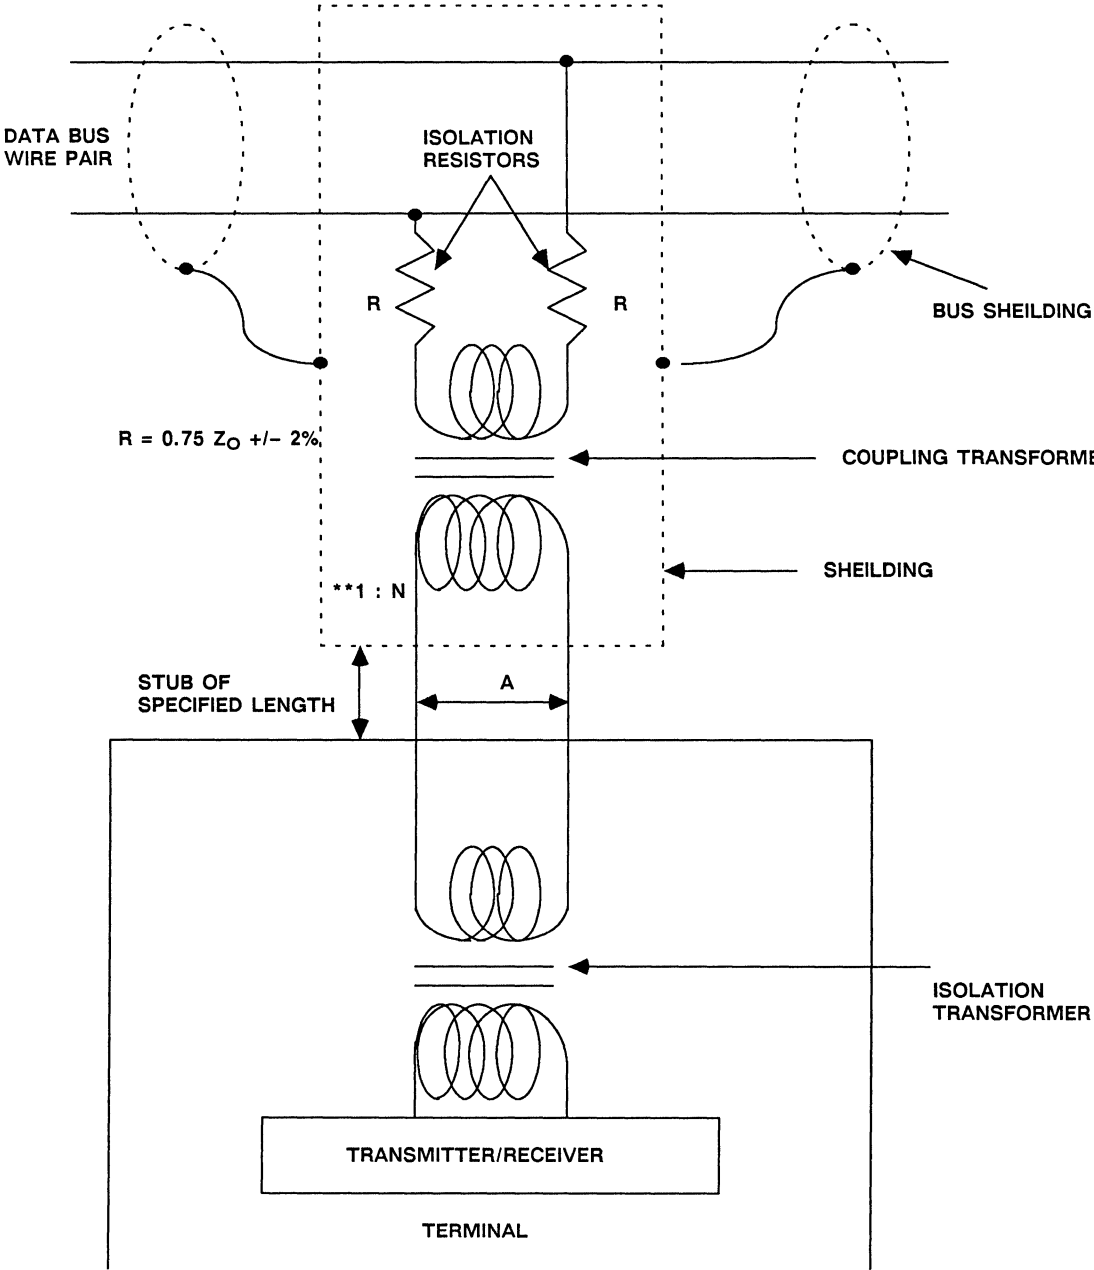 DATA BUS
WIRE PAIR
ISOLATION
RESISTORS
R
R
BUS SHEILDING
R = 0.75 ZO +/- 2%
COUPLING TRANSFORME
SHEILDING
**1 : N
STUB OF
SPECIFIED LENGTH
A
ISOLATION
TRANSFORMER
TRANSMITTER/RECEIVER
TERMINAL